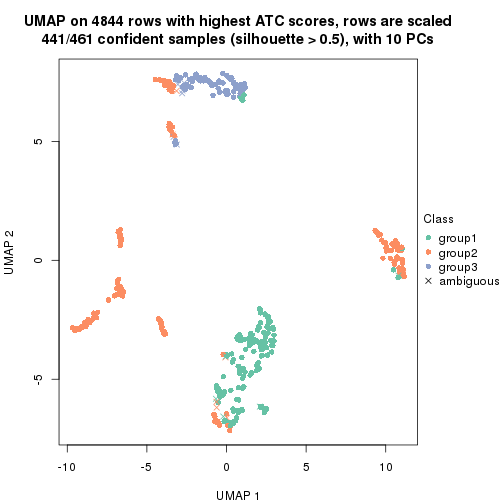 UMAP on 4844 rows with highest ATC scores, rows are scaled
441/461 confident samples (silhouette > 0.5), with 10 PCs
5
0
-5
UMAP 2
-10
-5
0
5
10
UMAP 1
Class
group1
group2
group3
ambiguous